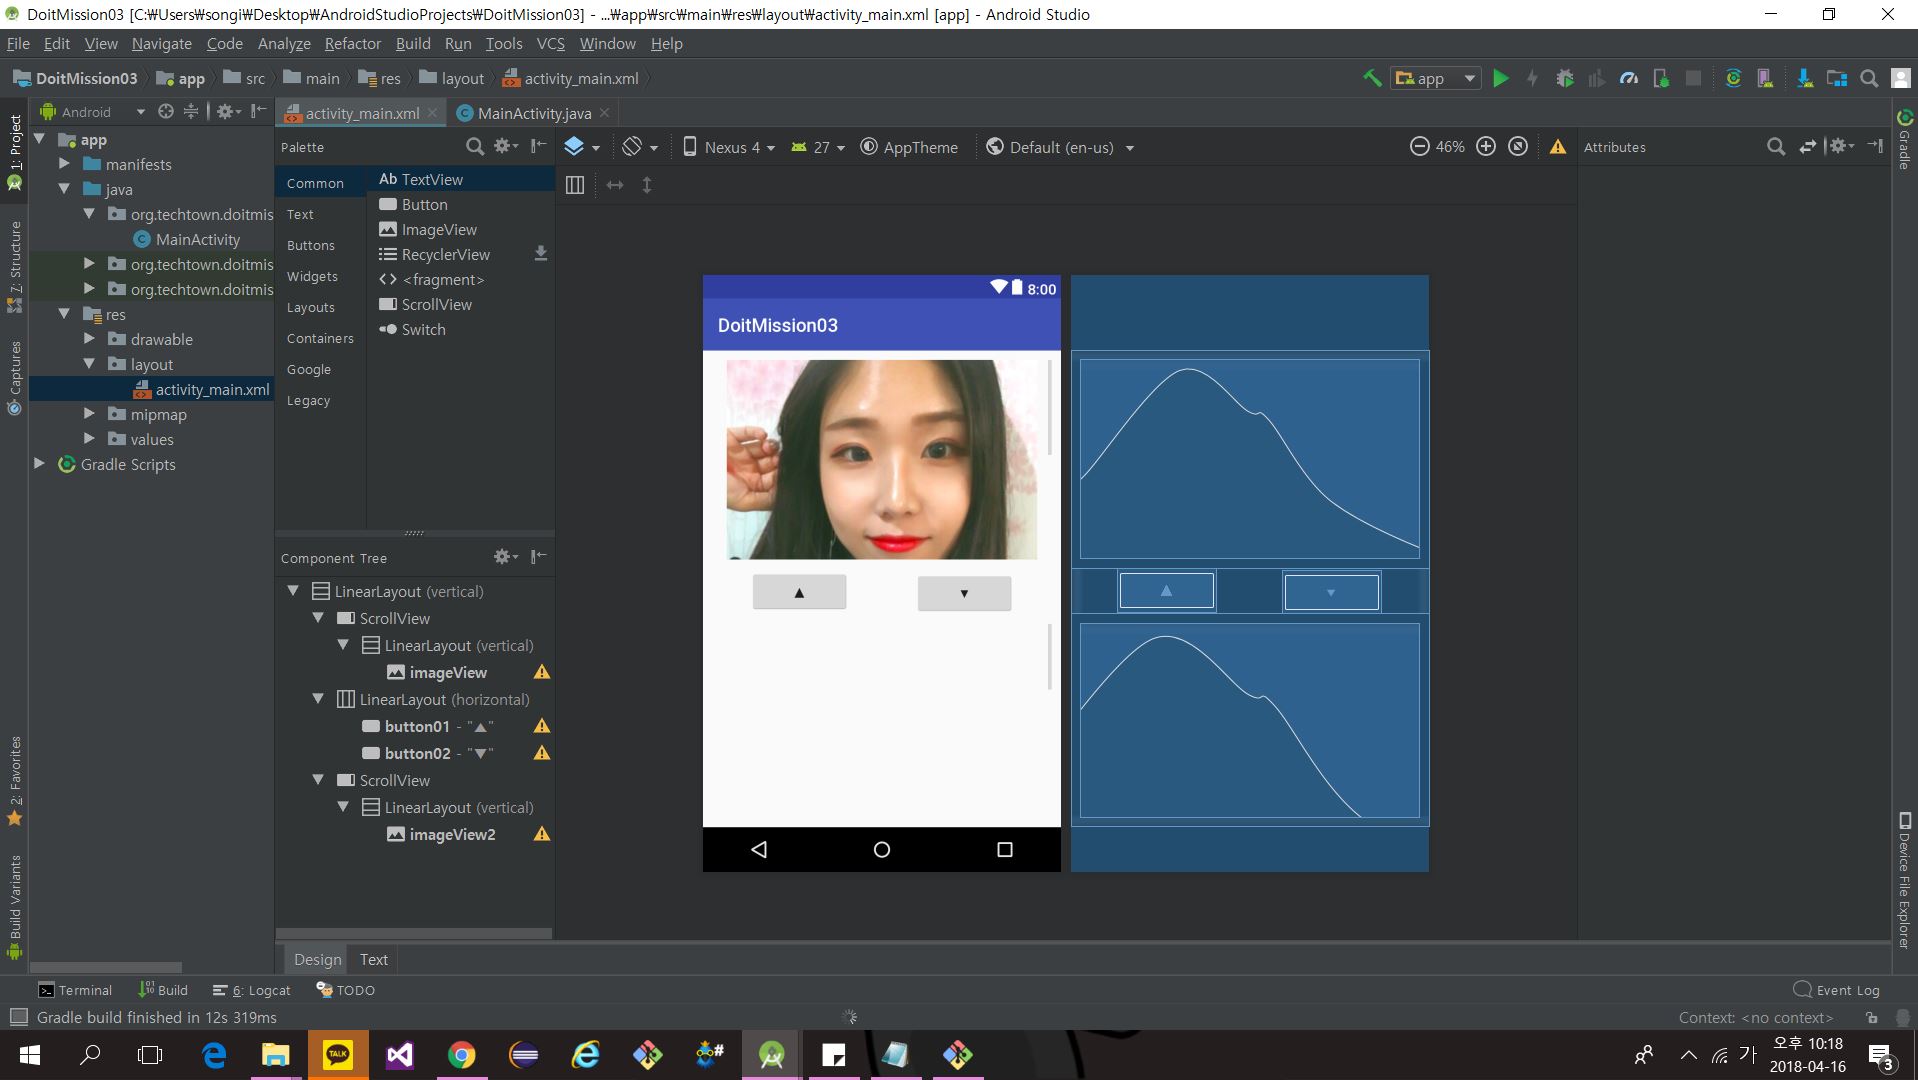 DoitMission03 [C:₩Users₩songi₩Desktop₩AndroidStudioProjects₩DoitMission03] - ...₩app₩src₩main₩res₩layout₩activity_main.xml [app] - Android Studio
File Edit View Navigate Code Analyze Refactor Build Run Tools VCS Window Help
DoitMission03 app src main res layout activity_main.xml
app
Android
activity_main.xml
MainActivity.java
1: Project
7: Structure
Captures
2: Favorites
Build Variants
app
manifests
java
org.techtown.doitmis
MainActivity
org.techtown.doitmis
org.techtown.doitmis
res
drawable
layout
activity_main.xml
mipmap
values
Gradle Scripts
Palette
Common
Text
Buttons
Widgets
Layouts
Containers
Google
Legacy
Ab TextView
Button
ImageView
RecyclerView
<fragment>
ScrollView
Switch
Component Tree
LinearLayout (vertical)
ScrollView
LinearLayout (vertical)
imageView
LinearLayout (horizontal)
button01 - "▲"
button02 - "▼"
ScrollView
LinearLayout (vertical)
imageView2
Nexus 4 27 AppTheme Default (en-us) 46%
8:00
DoitMission03
▲ ▼
▲ ▼
Attributes
Gradle
Device File Explorer
Design Text
Terminal Build 6: Logcat TODO
Event Log
Gradle build finished in 12s 319ms
Context: <no context>
TALK
#
가
오후 10:18
2018-04-16
3